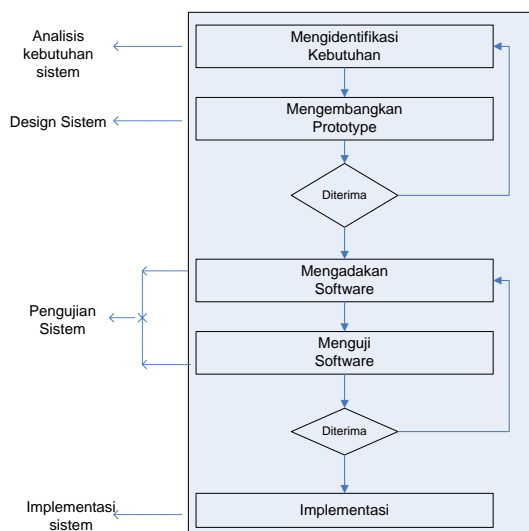 Analisis
kebutuhan
sistem
Mengidentifikasi
Kebutuhan
Design Sistem
Mengembangkan
Prototype
Diterima
Mengadakan
Software
Pengujian
Sistem
Menguji
Software
Diterima
Implementasi
sistem
Implementasi